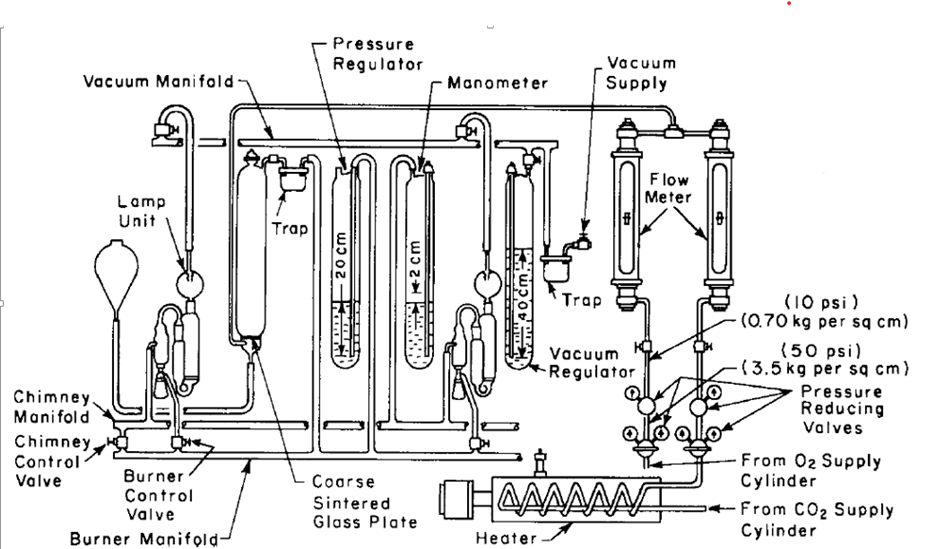 Pressure
Regulator
Vacuum Manifold
Manometer
Vacuum
Supply
Lamp
Unit
Trap
20 cm
2 cm
40 cm
Flow
Meter
Trap
Vacuum
Regulator
(10 psi)
(0.70 kg per sq cm)
(50 psi)
(3.5 kg per sq cm)
Pressure
Reducing
Valves
Chimney
Manifold
Chimney
Control
Valve
Burner
Control
Valve
Burner Manifold
Coarse
Sintered
Glass Plate
Heater
From O2 Supply
Cylinder
From CO2 Supply
Cylinder